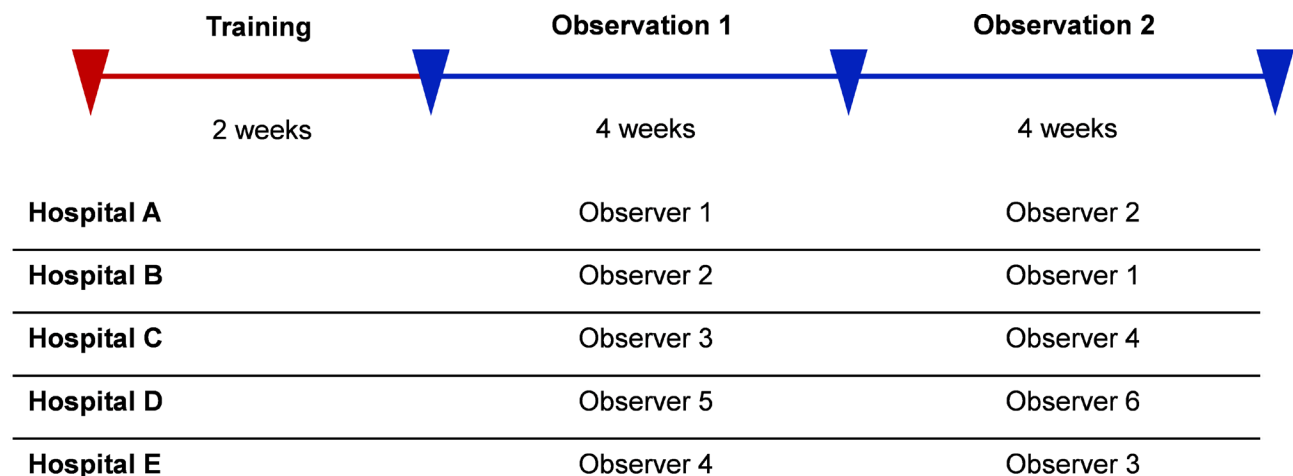 Training Observation 1 Observation 2
2 weeks 4 weeks 4 weeks
Hospital A Observer 1 Observer 2
Hospital B Observer 2 Observer 1
Hospital C Observer 3 Observer 4
Hospital D Observer 5 Observer 6
Hospital E Observer 4 Observer 3